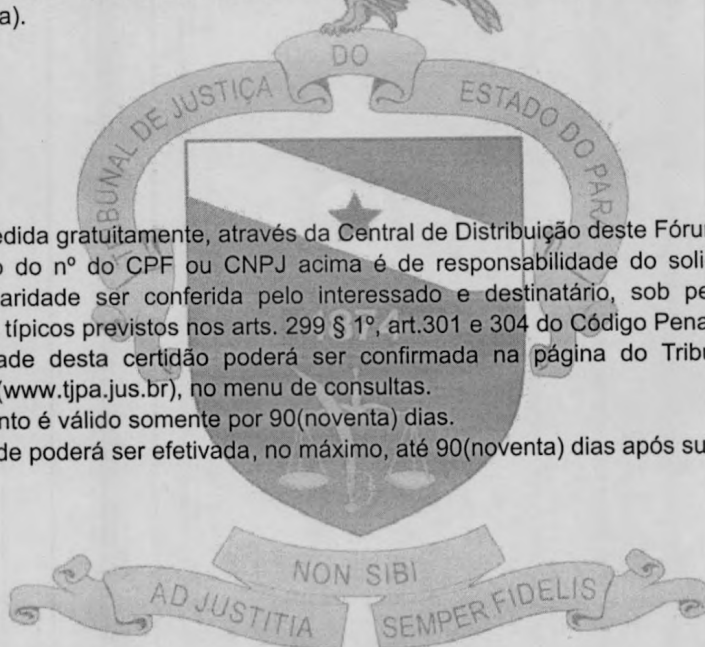 a).
DO
TRIBUNAL DE JUSTIÇA
ESTADO DO PAR
edida gratuitamente, através da Central de Distribuição deste Fóru
o do nº do CPF ou CNPJ acima é de responsabilidade do soli
laridade ser conferida pelo interessado e destinatário, sob pe
típicos previstos nos arts. 299 § 1º, art.301 e 304 do Código Pena
ade desta certidão poderá ser confirmada na página do Tribu
(www.tjpa.jus.br), no menu de consultas.
nto é válido somente por 90(noventa) dias.
de poderá ser efetivada, no máximo, até 90(noventa) dias após su
1874
NON SIBI
AD JUSTITIA
SEMPER FIDELIS